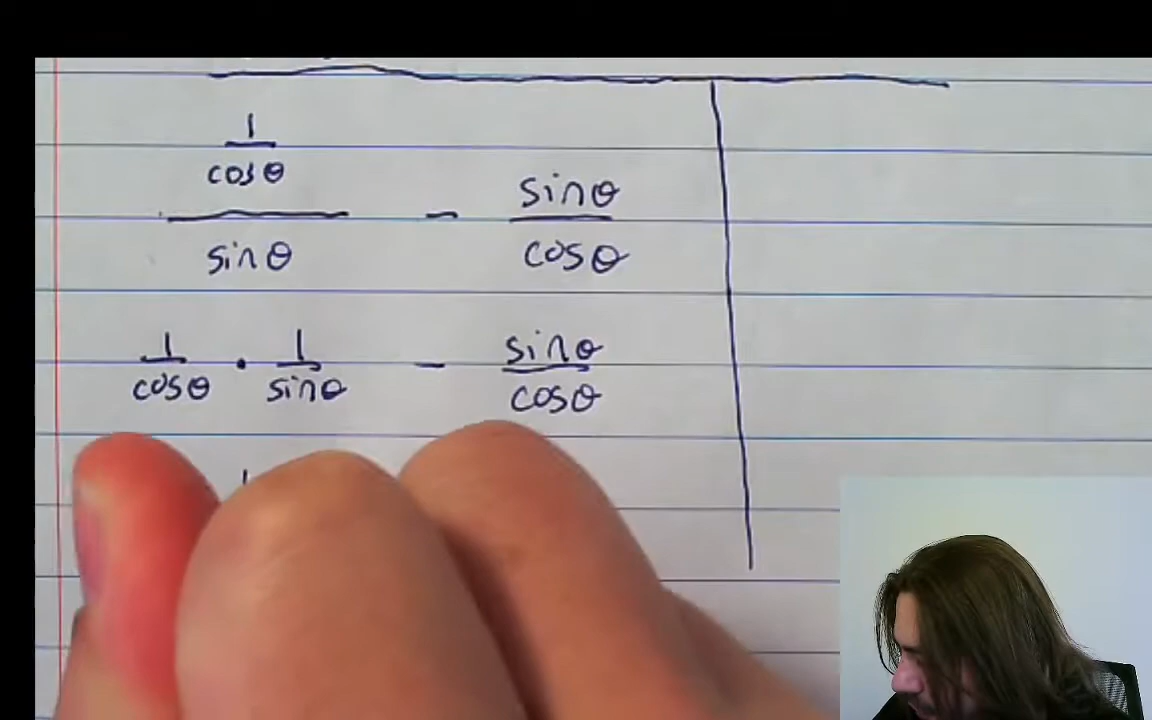 1
cosθ
sinθ - sinθ
cosθ
1/cosθ · 1/sinθ - sinθ/cosθ